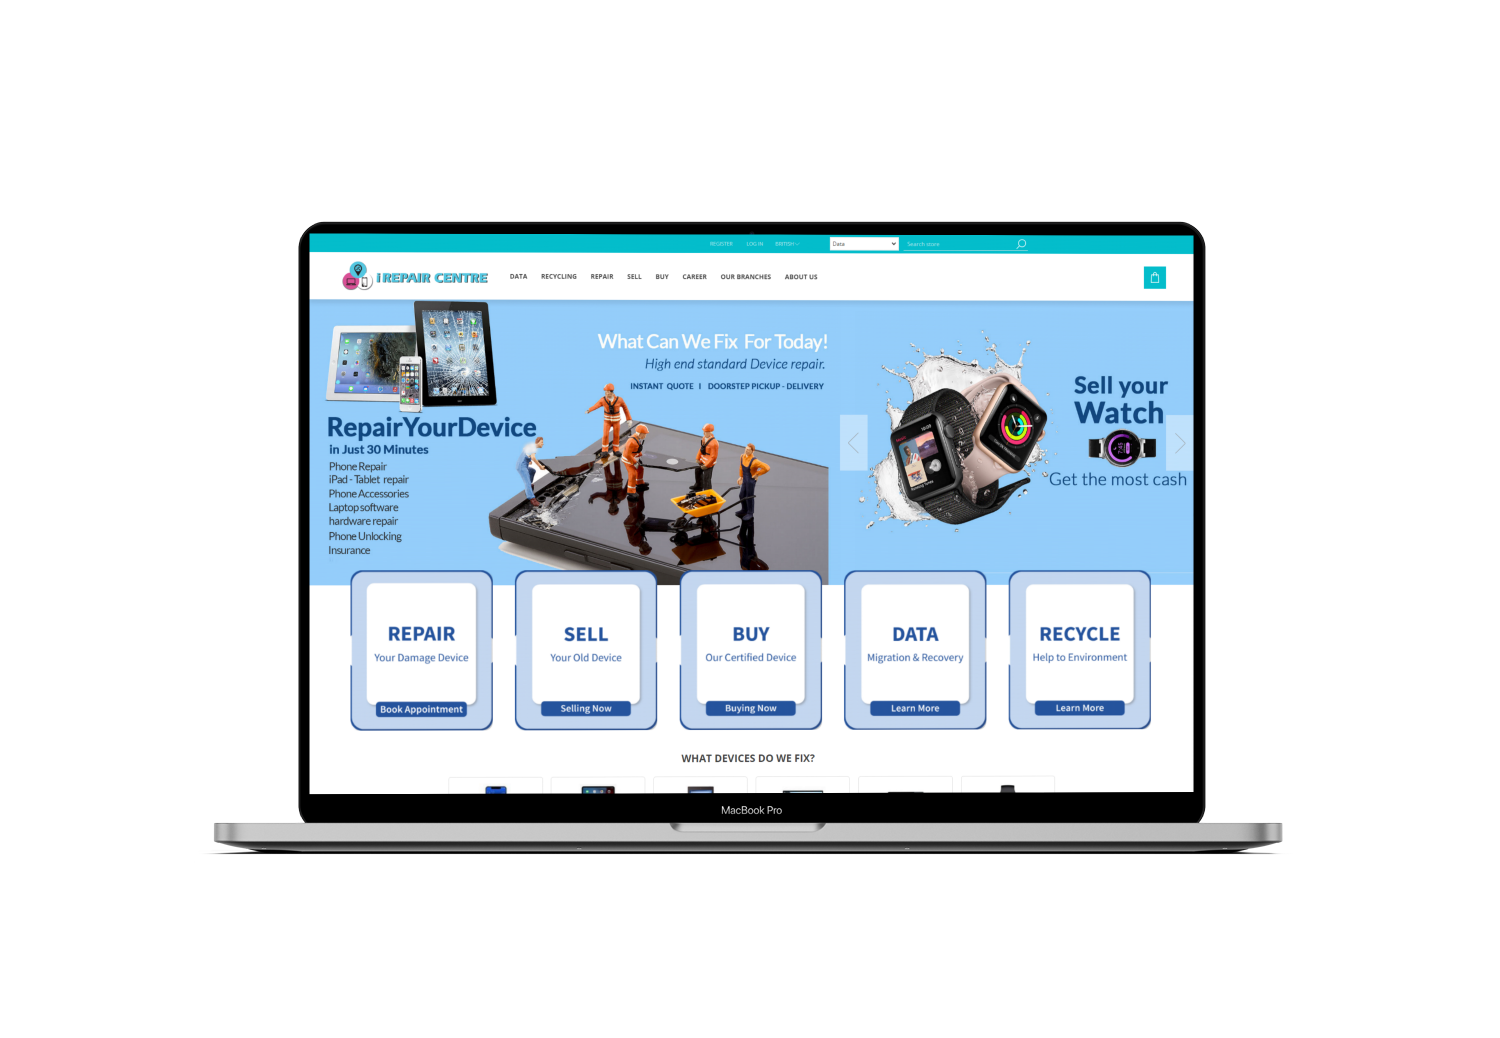 REGISTER LOG IN BRITISH Data Search store
I REPAIR CENTRE DATA RECYCLING REPAIR SELL BUY CAREER OUR BRANCHES ABOUT US
What Can We Fix For Today!
High end standard Device repair.
INSTANT QUOTE I DOORSTEP PICKUP - DELIVERY
RepairYourDevice
in Just 30 Minutes
Phone Repair
iPad - Tablet repair
Phone Accessories
Laptop software
hardware repair
Phone Unlocking
Insurance
Sell your
Watch
Get the most cash
REPAIR
Your Damage Device
Book Appointment
SELL
Your Old Device
Selling Now
BUY
Our Certified Device
Buying Now
DATA
Migration & Recovery
Learn More
RECYCLE
Help to Environment
Learn More
WHAT DEVICES DO WE FIX?
MacBook Pro